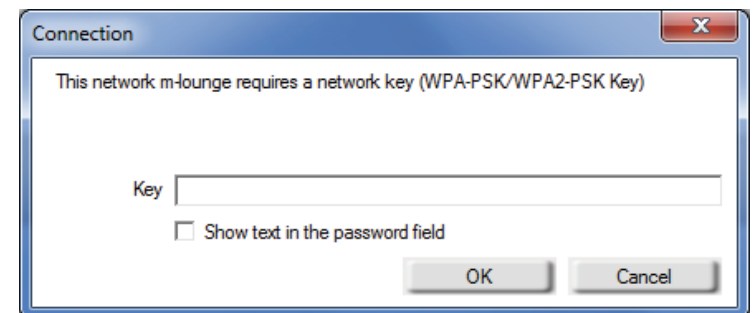 Connection
This network m-lounge requires a network key (WPA-PSK/WPA2-PSK Key)
Key
Show text in the password field
OK Cancel